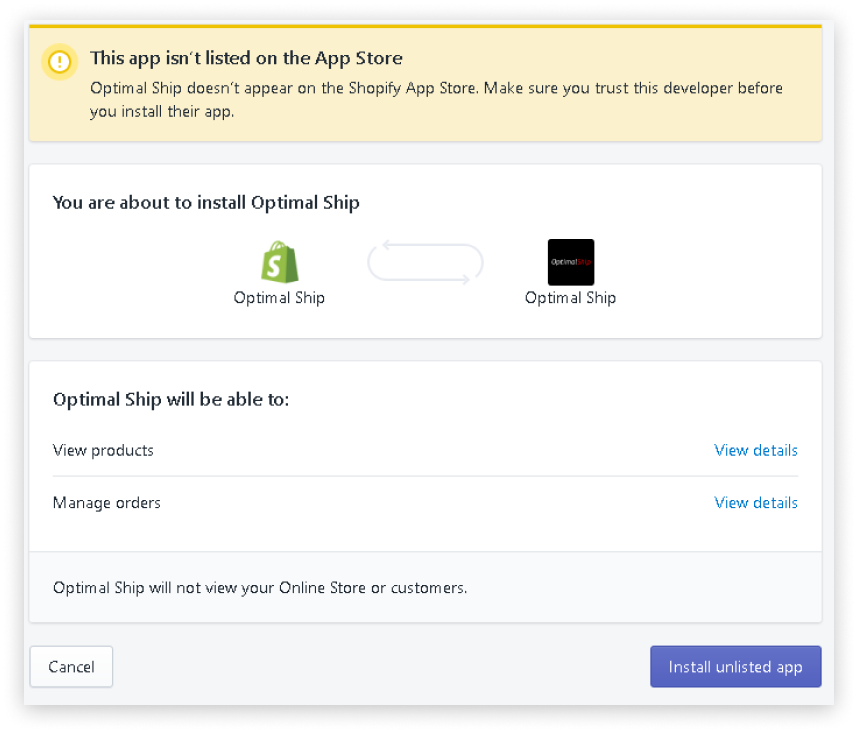 This app isn't listed on the App Store
Optimal Ship doesn't appear on the Shopify App Store. Make sure you trust this developer before
you install their app.
You are about to install Optimal Ship
OptimalShip
Optimal Ship
Optimal Ship
Optimal Ship will be able to:
View products
View details
Manage orders
View details
Optimal Ship will not view your Online Store or customers.
Cancel
Install unlisted app